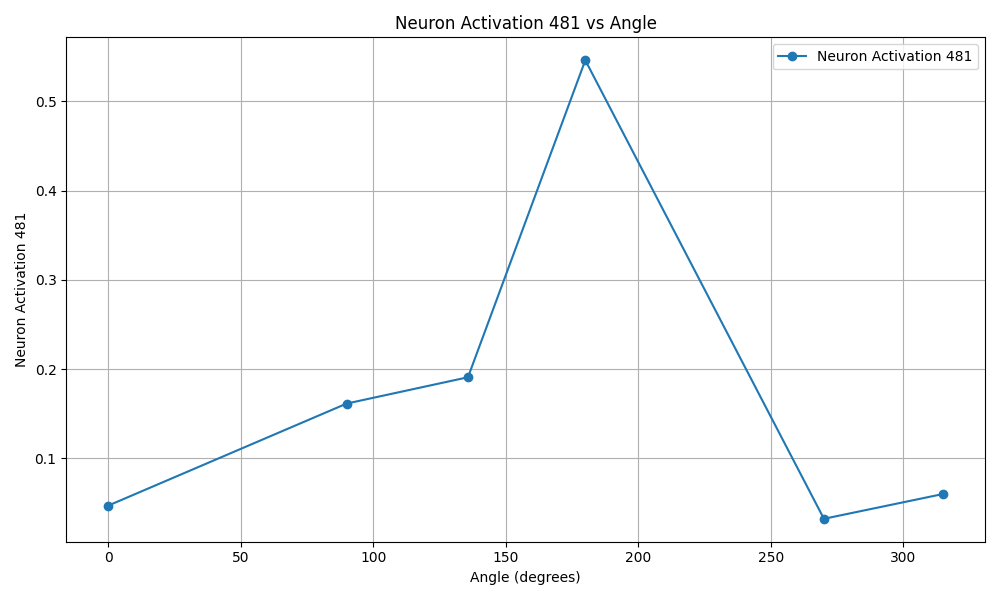 Neuron Activation 481 vs Angle
Neuron Activation 481
0.5
0.4
0.3
0.2
0.1
Neuron Activation 481
0 50 100 150 200 250 300
Angle (degrees)